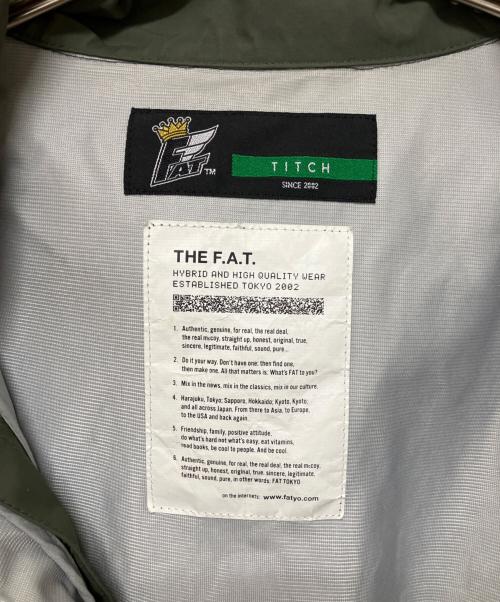 FAT™
TITCH
SINCE 2002
THE F.A.T.
HYBRID AND HIGH QUALITY WEAR
ESTABLISHED TOKYO 2002
1. Authentic, genuine, for real, the real deal,
the real mccoy, straight up, honest, original, true,
sincere, legitimate, faithful, sound, pure...
2. Do it your way. Don't have one; then find one,
then make one. All that matters is: What's FAT to you?
3. Mix in the news, mix in the classics, mix in our culture.
4. Harajuku, Tokyo; Sapporo, Hokkaido; Kyoto, Kyoto;
and all across Japan. From there to Asia, to Europe,
to the USA and back again.
5. Friendship, family, positive attitude,
do what's hard not what's easy, eat vitamins,
read books, be cool to people. And be cool.
6. Authentic, genuine, for real, the real deal, the real mccoy,
straight up, honest, original, true, sincere, legitimate,
faithful, sound, pure, in other words: FAT TOKYO
on the internets: www.fatyo.com